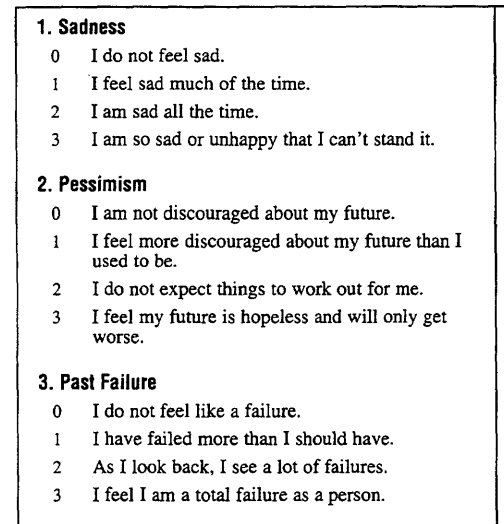 1. Sadness
0 I do not feel sad.
1 I feel sad much of the time.
2 I am sad all the time.
3 I am so sad or unhappy that I can't stand it.
2. Pessimism
0 I am not discouraged about my future.
1 I feel more discouraged about my future than I
used to be.
2 I do not expect things to work out for me.
3 I feel my future is hopeless and will only get
worse.
3. Past Failure
0 I do not feel like a failure.
1 I have failed more than I should have.
2 As I look back, I see a lot of failures.
3 I feel I am a total failure as a person.